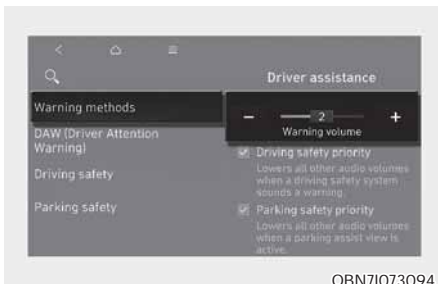 Driver assistance
Warning methods
DAW (Driver Attention
Warning)
Driving safety
Parking safety
− 2 +
Warning volume
Driving safety priority
Lowers all other audio volumes
when a driving safety system
sounds a warning.
Parking safety priority
Lowers all other audio volumes
when a parking assist view is
active.
OBN7I073094